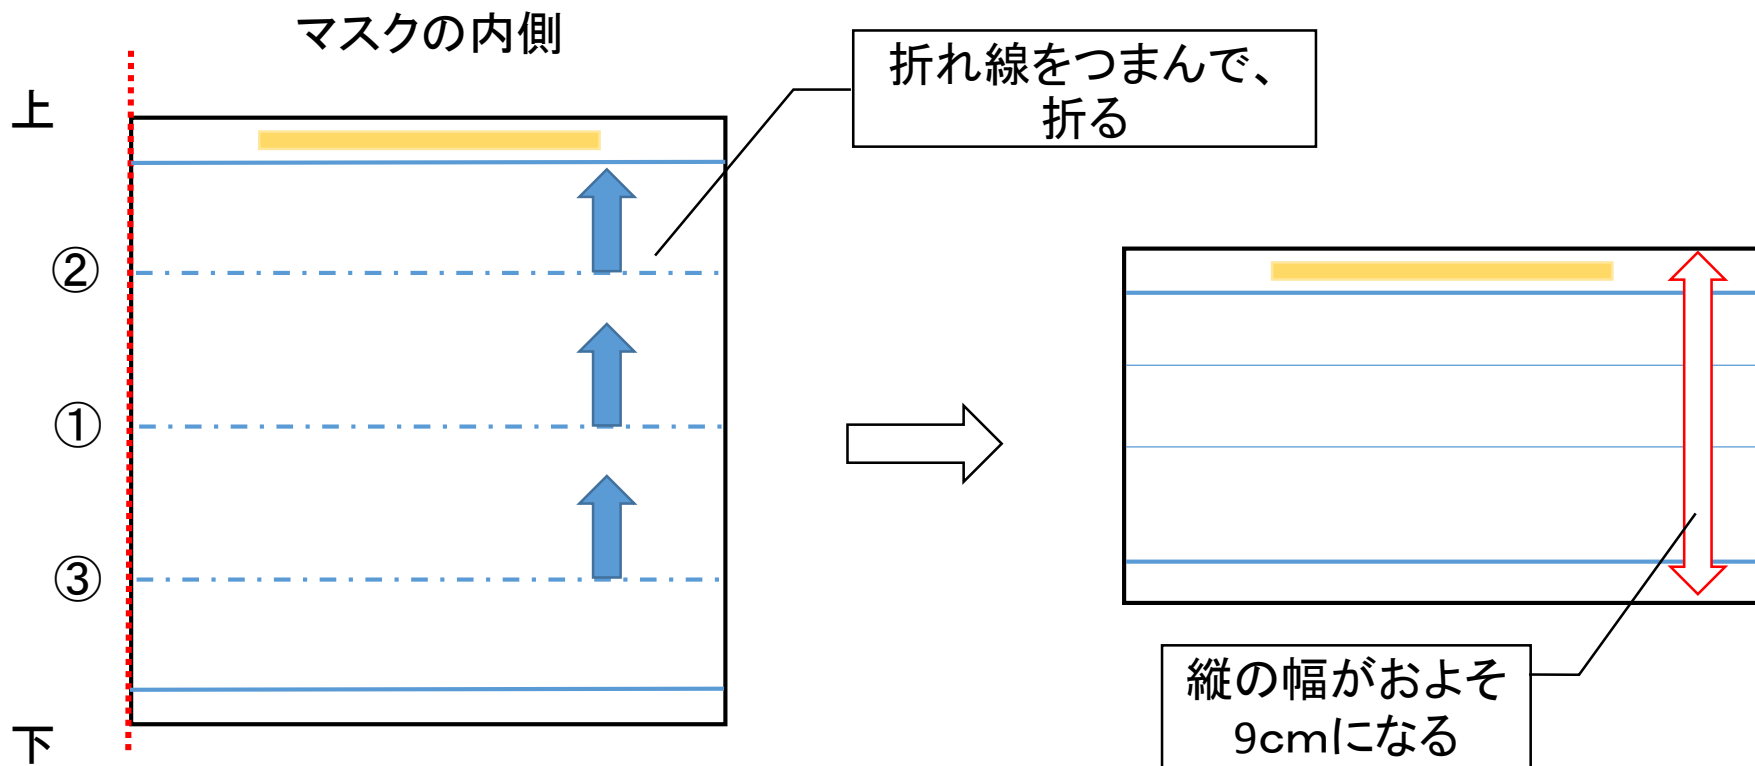 マスクの内側
折れ線をつまんで、
折る
上
②
①
③
下
縦の幅がおよそ
9cmになる